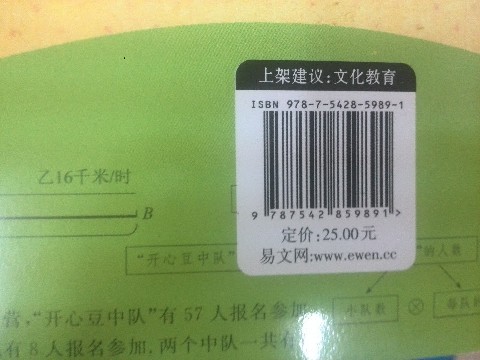 上架建议:文化教育
ISBN 978-7-5428-5989-1
9 787542 859891 >
定价:25.00元
易文网:www.ewen.cc
乙16千米/时
B
"开心豆中队"
"的人数
小队数
⊗
每队的
营,"开心豆中队"有57人报名参加
有8人报名参加.两个中队一共有